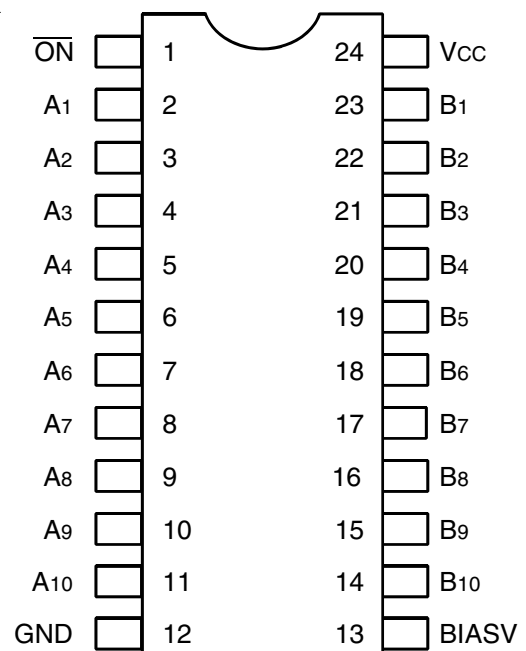 ON 1 24 VCC
A1 2 23 B1
A2 3 22 B2
A3 4 21 B3
A4 5 20 B4
A5 6 19 B5
A6 7 18 B6
A7 8 17 B7
A8 9 16 B8
A9 10 15 B9
A10 11 14 B10
GND 12 13 BIASV